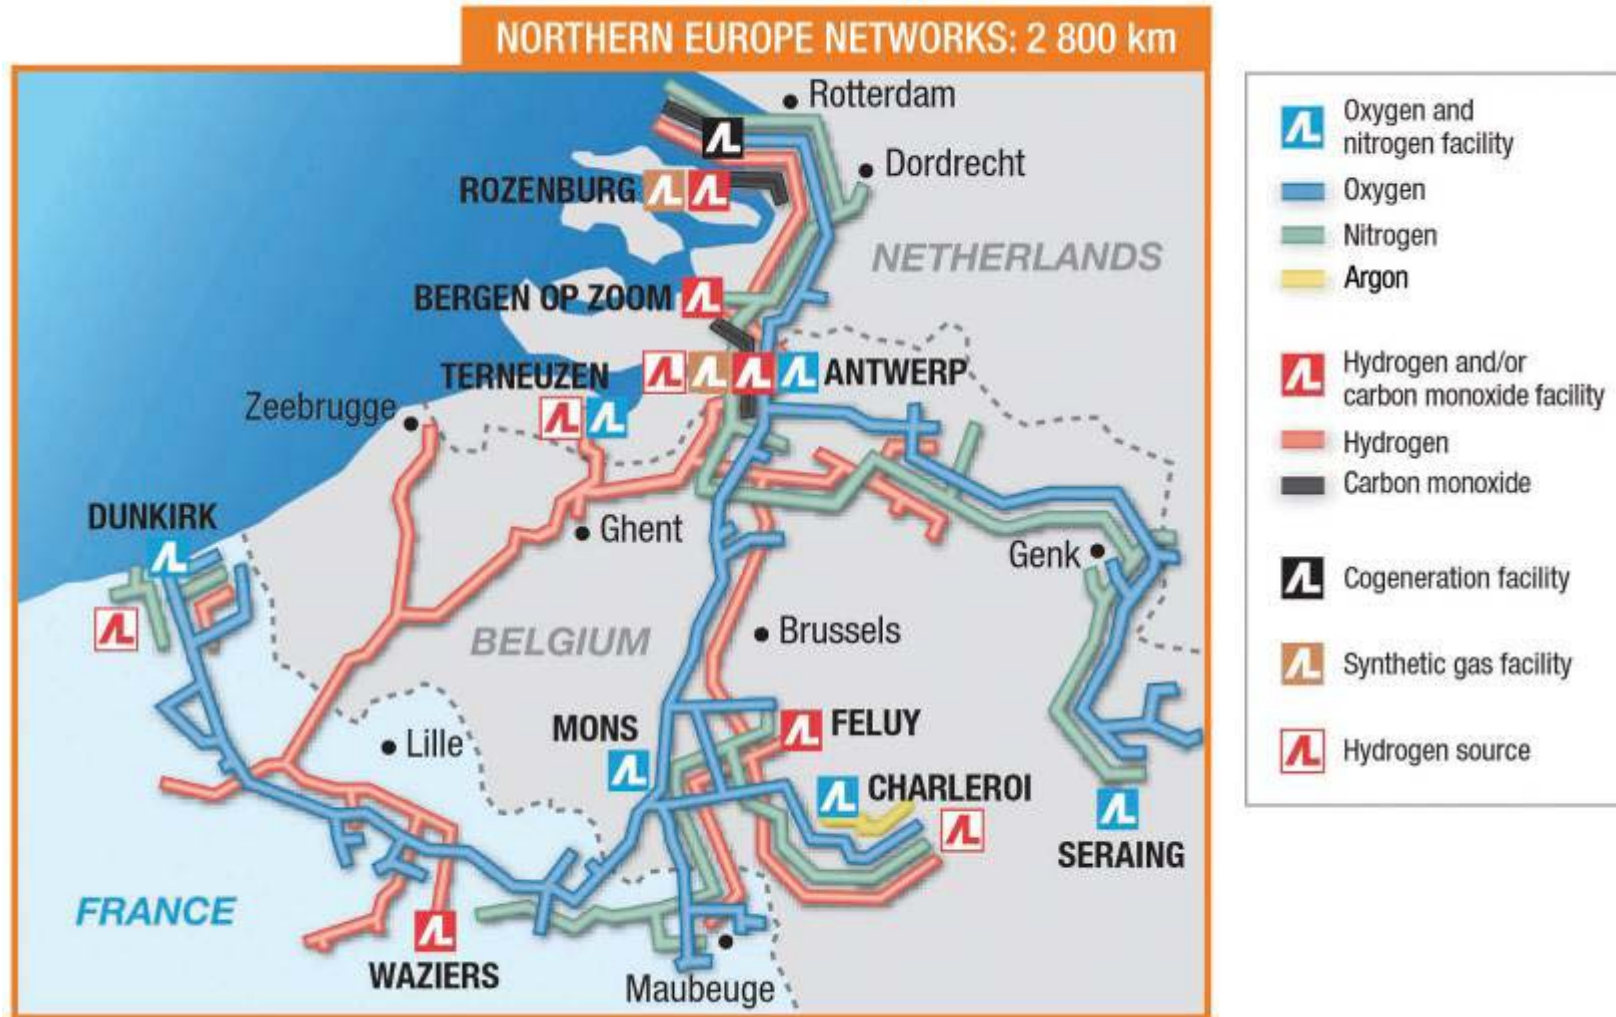 NORTHERN EUROPE NETWORKS: 2 800 km
Rotterdam
Dordrecht
ROZENBURG
NETHERLANDS
BERGEN OP ZOOM
TERNEUZEN
ANTWERP
Zeebrugge
DUNKIRK
Ghent
Genk
BELGIUM
Brussels
MONS
FELUY
Lille
CHARLEROI
SERAING
FRANCE
WAZIERS
Maubeuge
Oxygen and
nitrogen facility
Oxygen
Nitrogen
Argon
Hydrogen and/or
carbon monoxide facility
Hydrogen
Carbon monoxide
Cogeneration facility
Synthetic gas facility
Hydrogen source